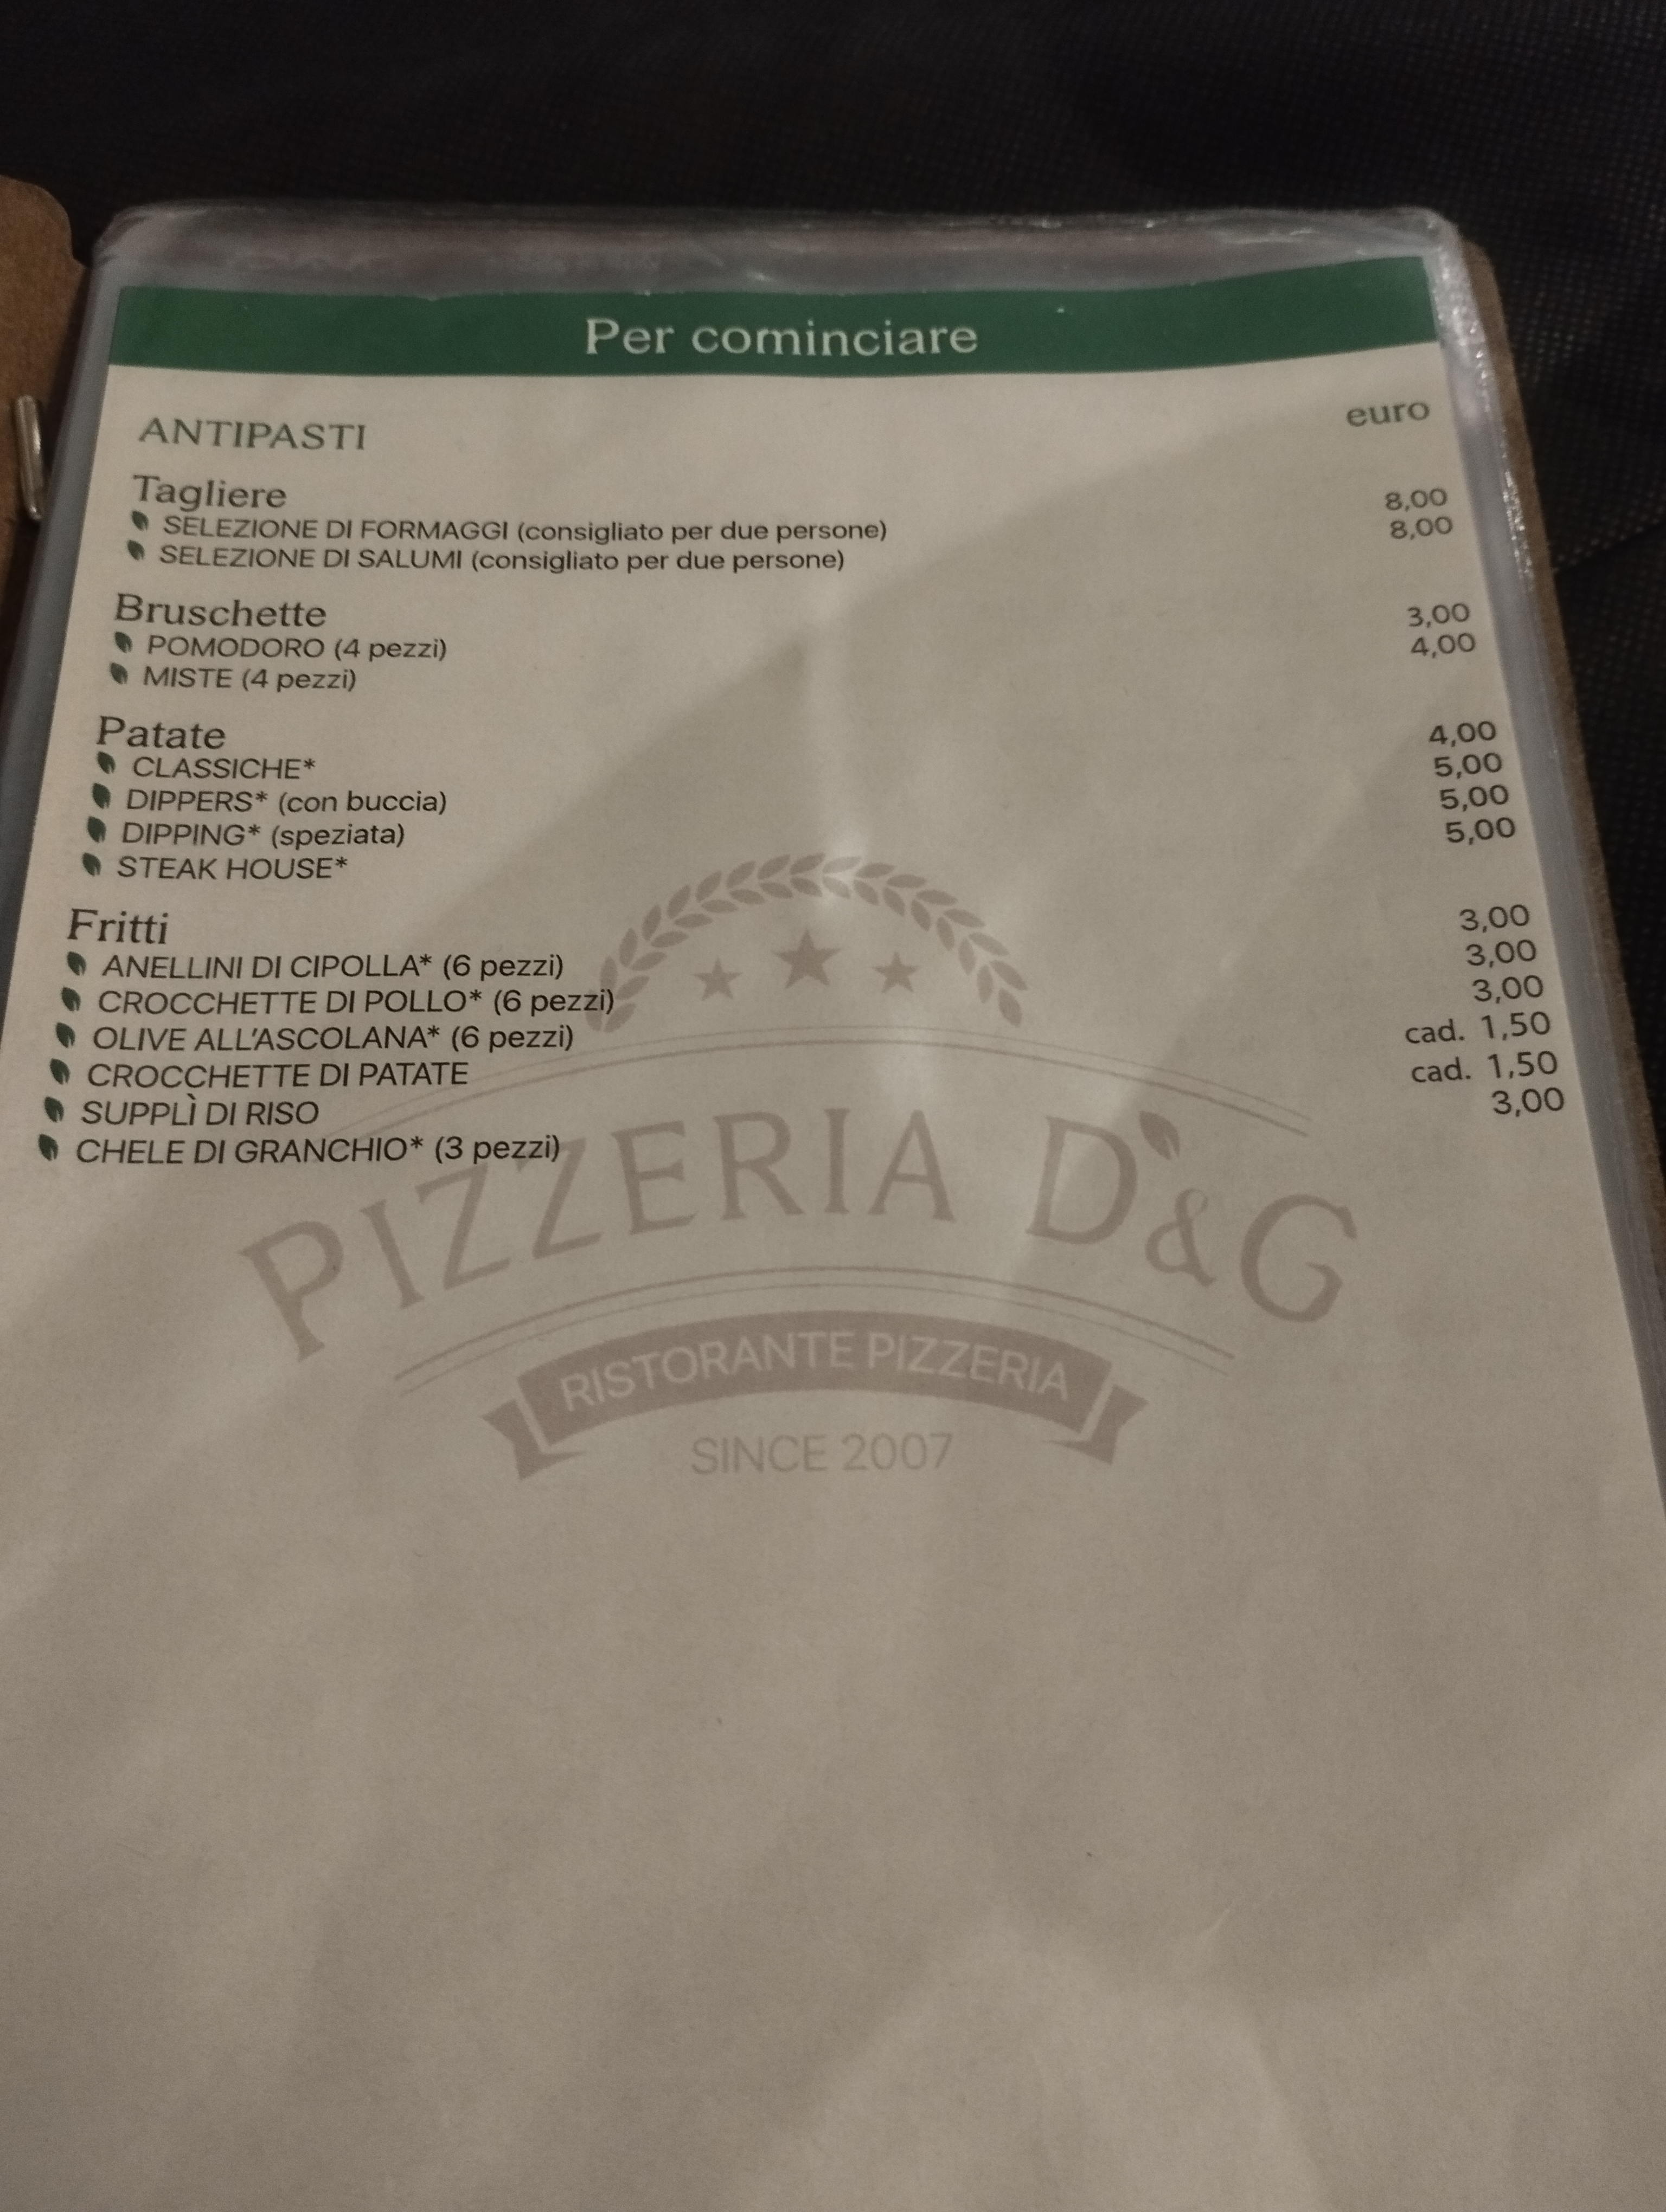 Per cominciare
ANTIPASTI euro
Tagliere
SELEZIONE DI FORMAGGI (consigliato per due persone) 8,00
SELEZIONE DI SALUMI (consigliato per due persone) 8,00
Bruschette
POMODORO (4 pezzi) 3,00
MISTE (4 pezzi) 4,00
Patate
CLASSICHE* 4,00
DIPPERS* (con buccia) 5,00
DIPPING* (speziata) 5,00
STEAK HOUSE* 5,00
Fritti
ANELLINI DI CIPOLLA* (6 pezzi) 3,00
CROCCHETTE DI POLLO* (6 pezzi) 3,00
OLIVE ALL'ASCOLANA* (6 pezzi) 3,00
CROCCHETTE DI PATATE cad. 1,50
SUPPLÌ DI RISO cad. 1,50
CHELE DI GRANCHIO* (3 pezzi) 3,00
PIZZERIA D&G
RISTORANTE PIZZERIA
SINCE 2007